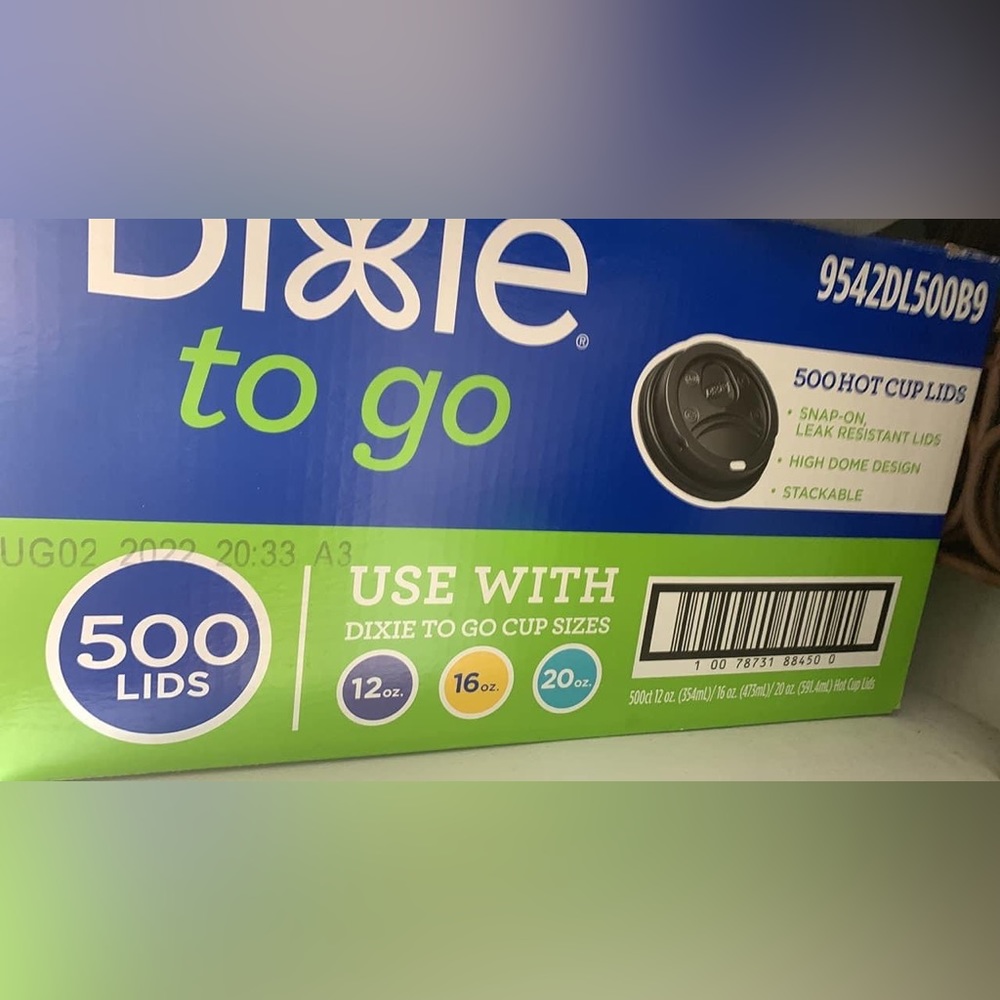 Dixie®
to go
9542DL500B9
500 HOT CUP LIDS
• SNAP-ON,
LEAK RESISTANT LIDS
• HIGH DOME DESIGN
• STACKABLE
UG02 2022 20:33 A3
500
LIDS
USE WITH
DIXIE TO GO CUP SIZES
12oz.
16oz.
20oz.
1 00 78731 88450 0
500ct 12 oz. (354mL)/ 16 oz. (473mL)/ 20 oz. (591.4mL) Hot Cup Lids